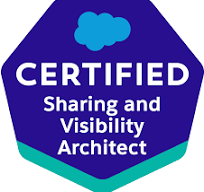 CERTIFIED
Sharing and
Visibility
Architect